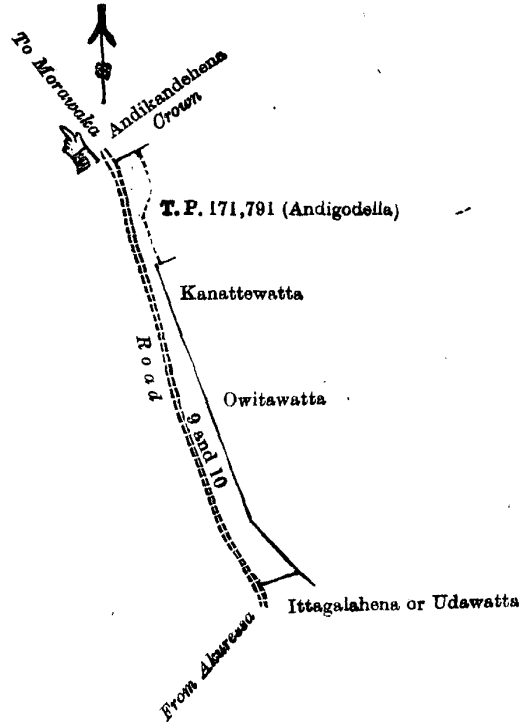 To Morawaka
Andikandehena
Crown
T. P. 171,791 (Andigodella)
Kanattewatta
Road
Owitawatta
9 and 10
Ittagalahena or Udawatta
From Akuressa